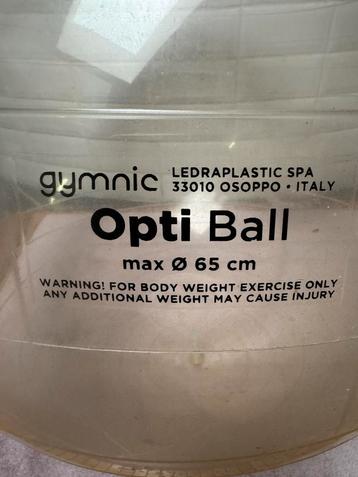 gymnic LEDRAPLASTIC SPA
33010 OSOPPO • ITALY
Opti Ball
max Ø 65 cm
WARNING! FOR BODY WEIGHT EXERCISE ONLY
ANY ADDITIONAL WEIGHT MAY CAUSE INJURY